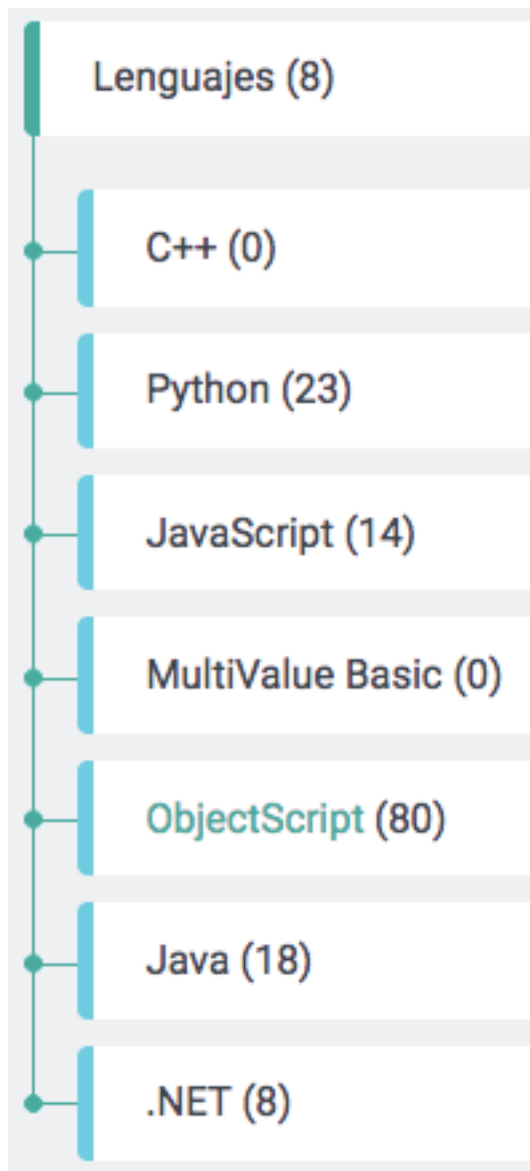 Lenguajes (8)
C++ (0)
Python (23)
JavaScript (14)
MultiValue Basic (0)
ObjectScript (80)
Java (18)
.NET (8)